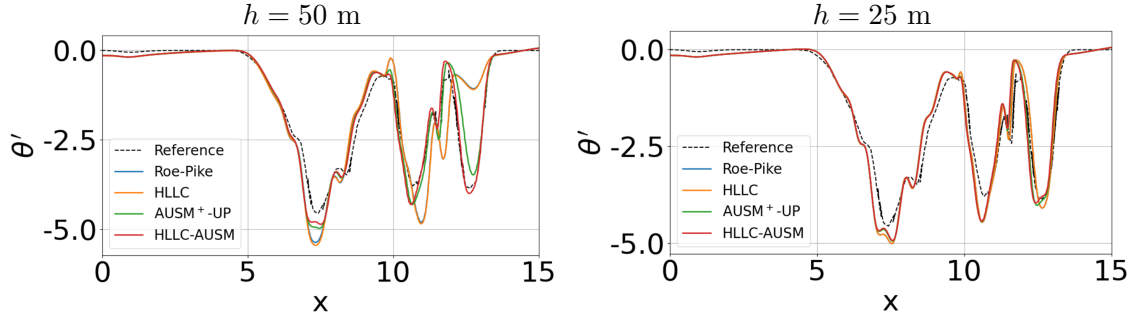 h = 50 m
h = 25 m
0.0
-2.5
-5.0
θ′
Reference
Roe-Pike
HLLC
AUSM⁺-UP
HLLC-AUSM
0 5 10 15
x
0.0
-2.5
-5.0
θ′
Reference
Roe-Pike
HLLC
AUSM⁺-UP
HLLC-AUSM
0 5 10 15
x